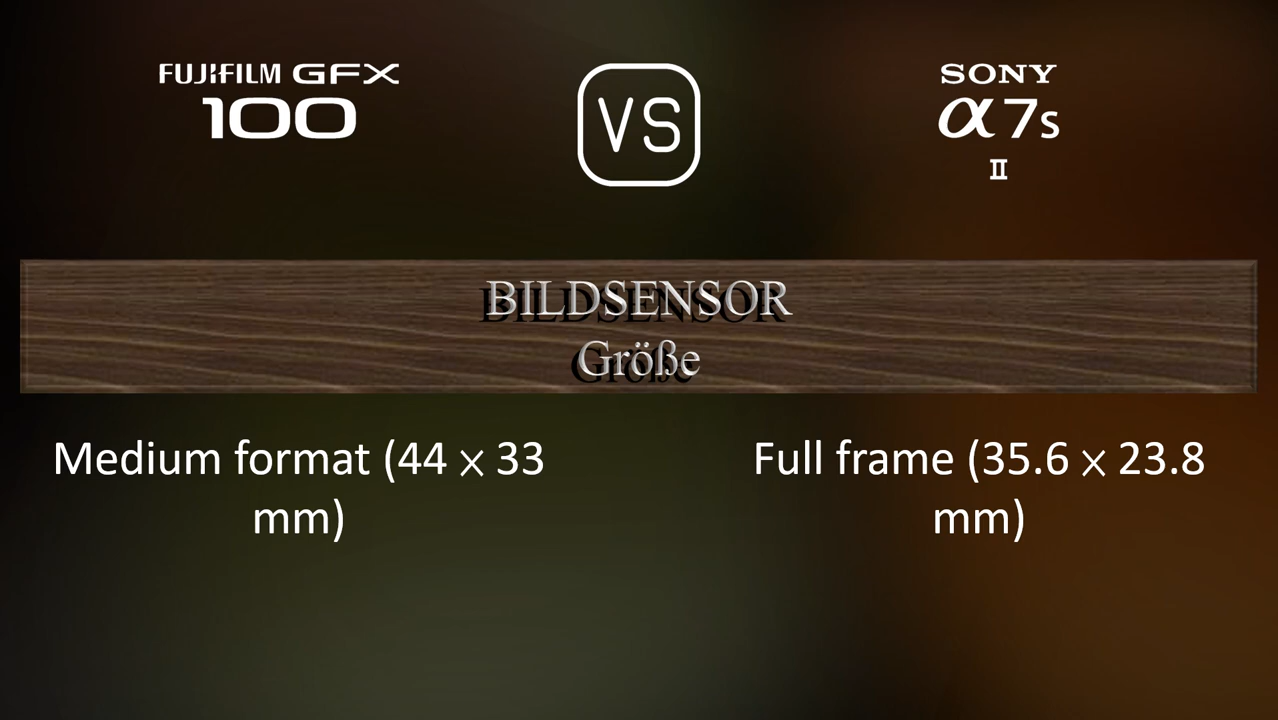 FUJIFILM GFX
100
VS
SONY
α7s
II
BILDSENSOR
Größe
Medium format (44 x 33
mm)
Full frame (35.6 x 23.8
mm)